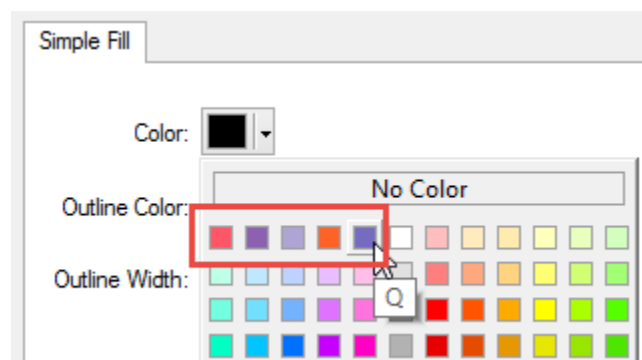 Simple Fill
Color:
No Color
Outline Color:
Outline Width:
Q